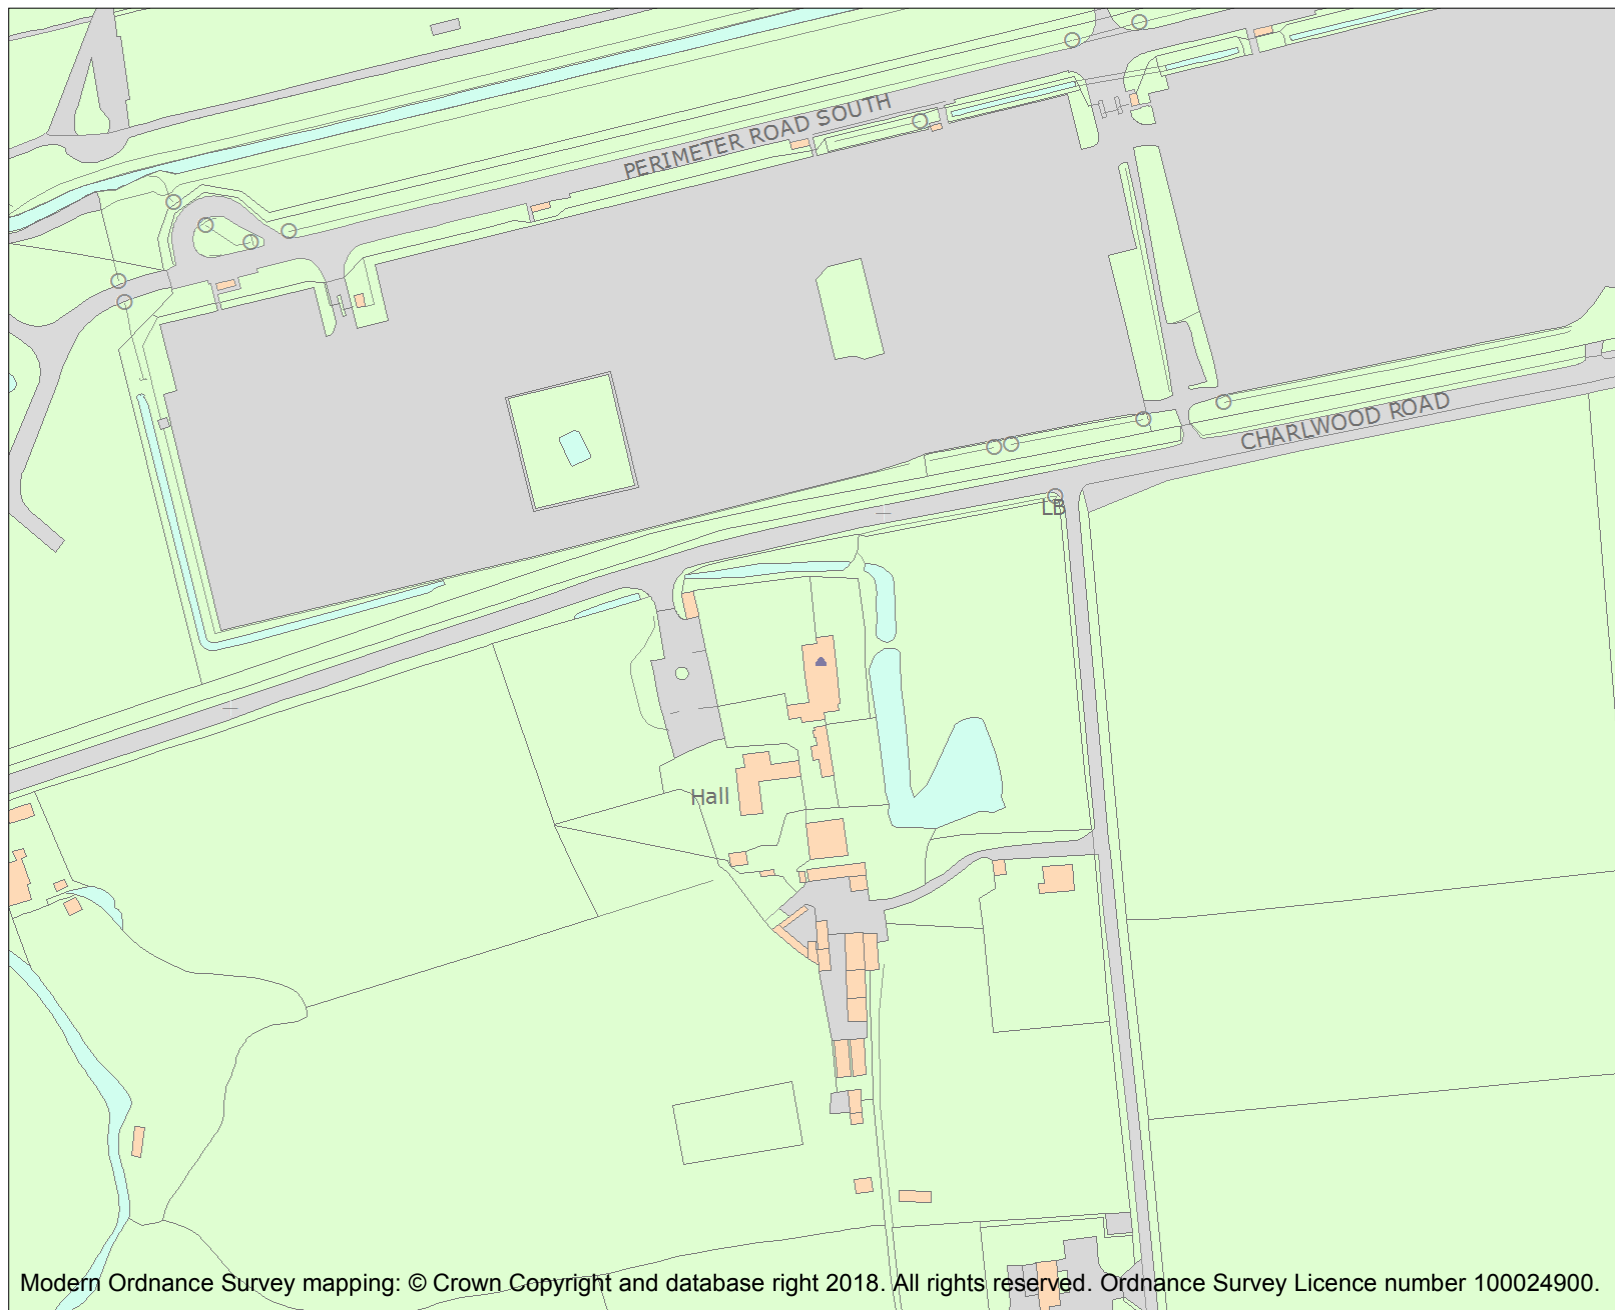 PERIMETER ROAD SOUTH
CHARLWOOD ROAD
LB
Hall
Modern Ordnance Survey mapping: © Crown Copyright and database right 2018. All rights reserved. Ordnance Survey Licence number 100024900.